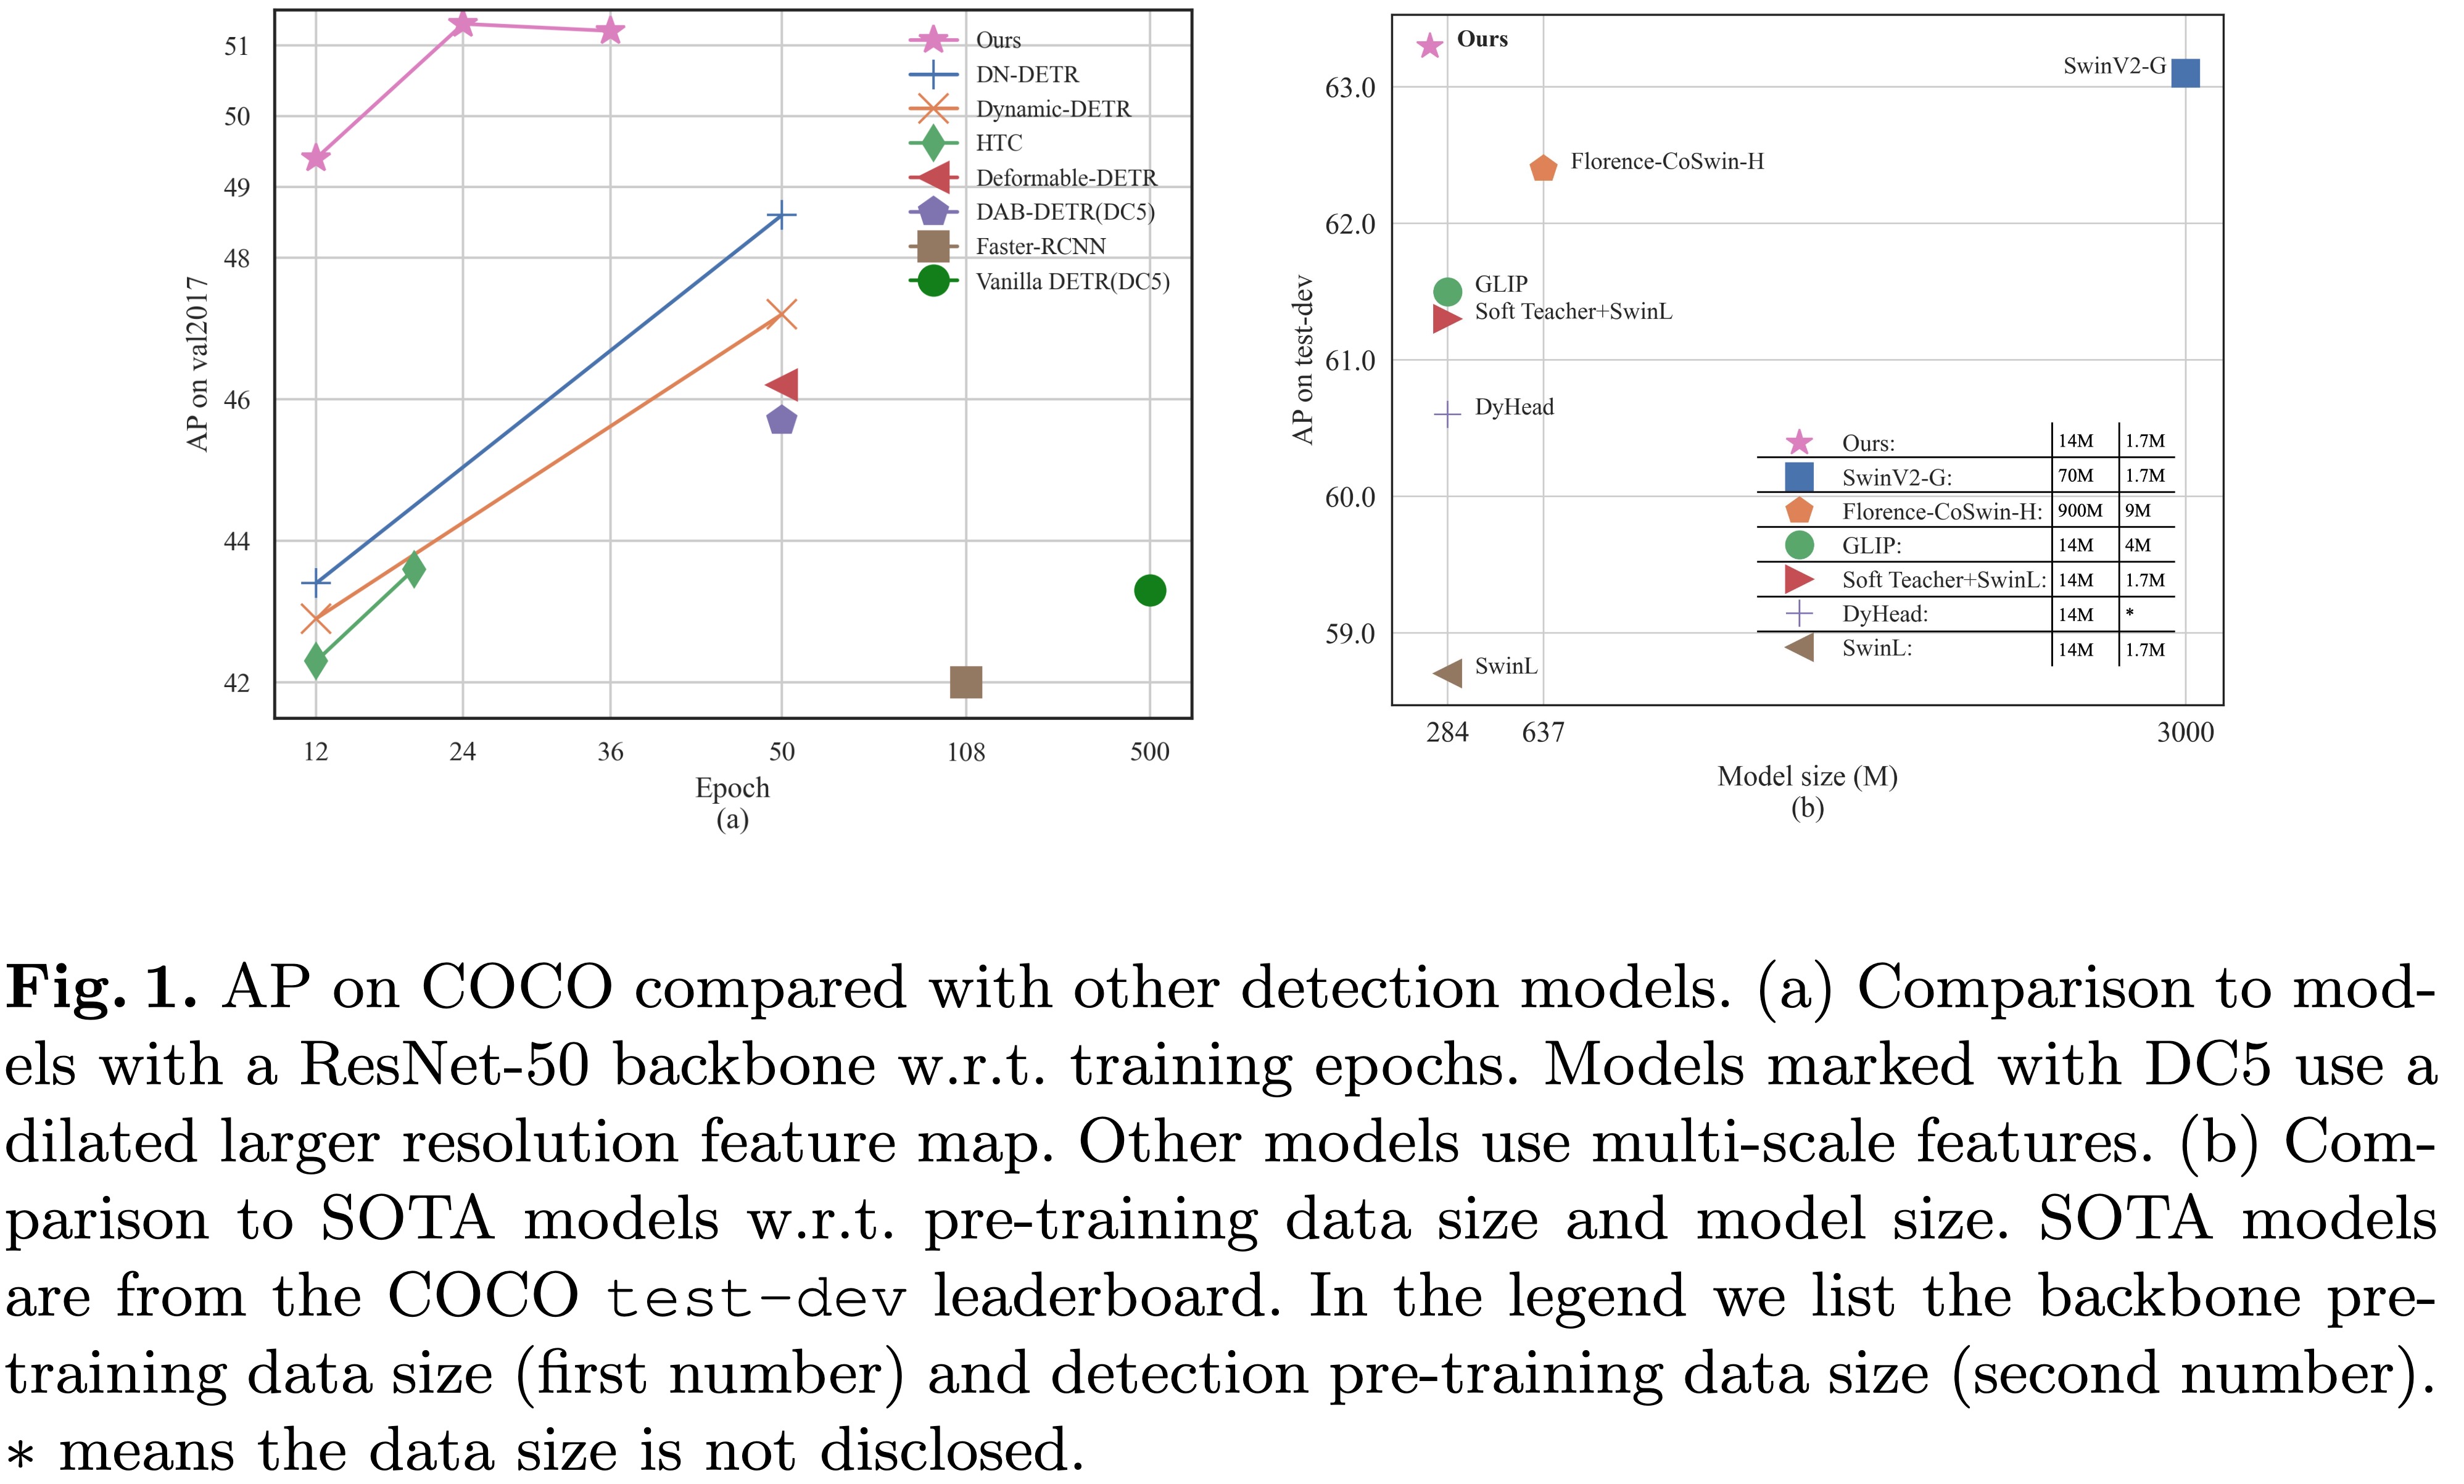 51
50
49
48
46
44
42
AP on val2017
12 24 36 50 108 500
Epoch
(a)
Ours
DN-DETR
Dynamic-DETR
HTC
Deformable-DETR
DAB-DETR(DC5)
Faster-RCNN
Vanilla DETR(DC5)
63.0
62.0
61.0
60.0
59.0
AP on test-dev
284 637 3000
Model size (M)
(b)
Ours
SwinV2-G
Florence-CoSwin-H
GLIP
Soft Teacher+SwinL
DyHead
SwinL
Ours: 14M 1.7M
SwinV2-G: 70M 1.7M
Florence-CoSwin-H: 900M 9M
GLIP: 14M 4M
Soft Teacher+SwinL: 14M 1.7M
DyHead: 14M *
SwinL: 14M 1.7M
Fig. 1. AP on COCO compared with other detection models. (a) Comparison to mod-
els with a ResNet-50 backbone w.r.t. training epochs. Models marked with DC5 use a
dilated larger resolution feature map. Other models use multi-scale features. (b) Com-
parison to SOTA models w.r.t. pre-training data size and model size. SOTA models
are from the COCO test-dev leaderboard. In the legend we list the backbone pre-
training data size (first number) and detection pre-training data size (second number).
* means the data size is not disclosed.